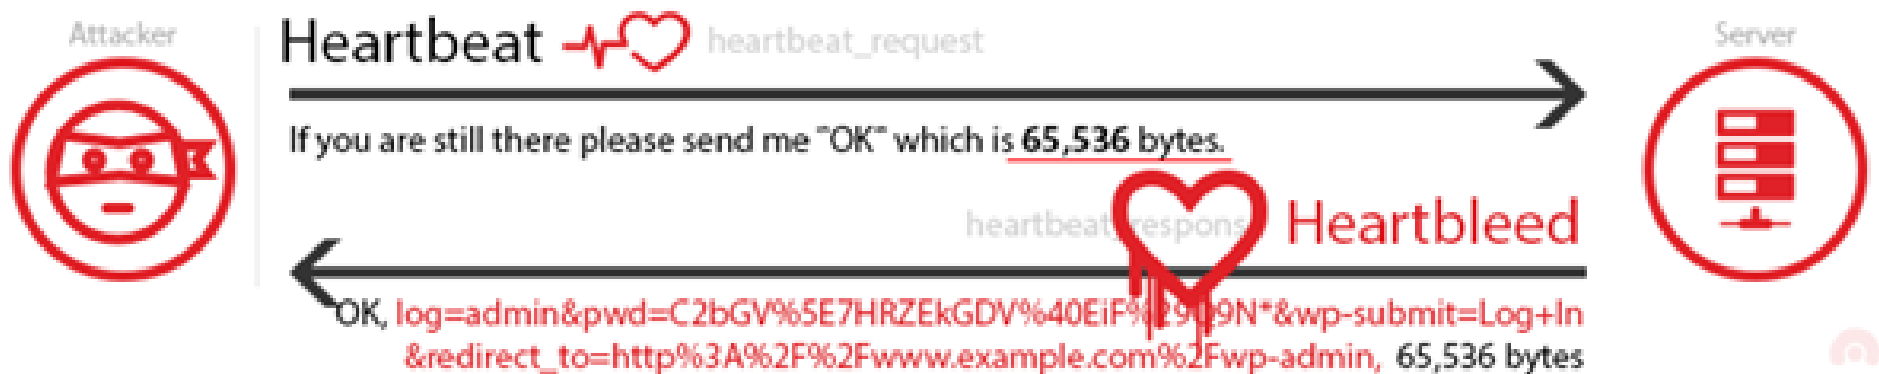 Attacker
Heartbeat heartbeat_request
Server
If you are still there please send me "OK" which is 65,536 bytes.
heartbeat_respons Heartbleed
OK, log=admin&pwd=C2bGV%5E7HRZEkGDV%40EiF%
&redirect_to=http%3A%2F%2Fwww.example.com%2Fwp-admin, 65,536 bytes